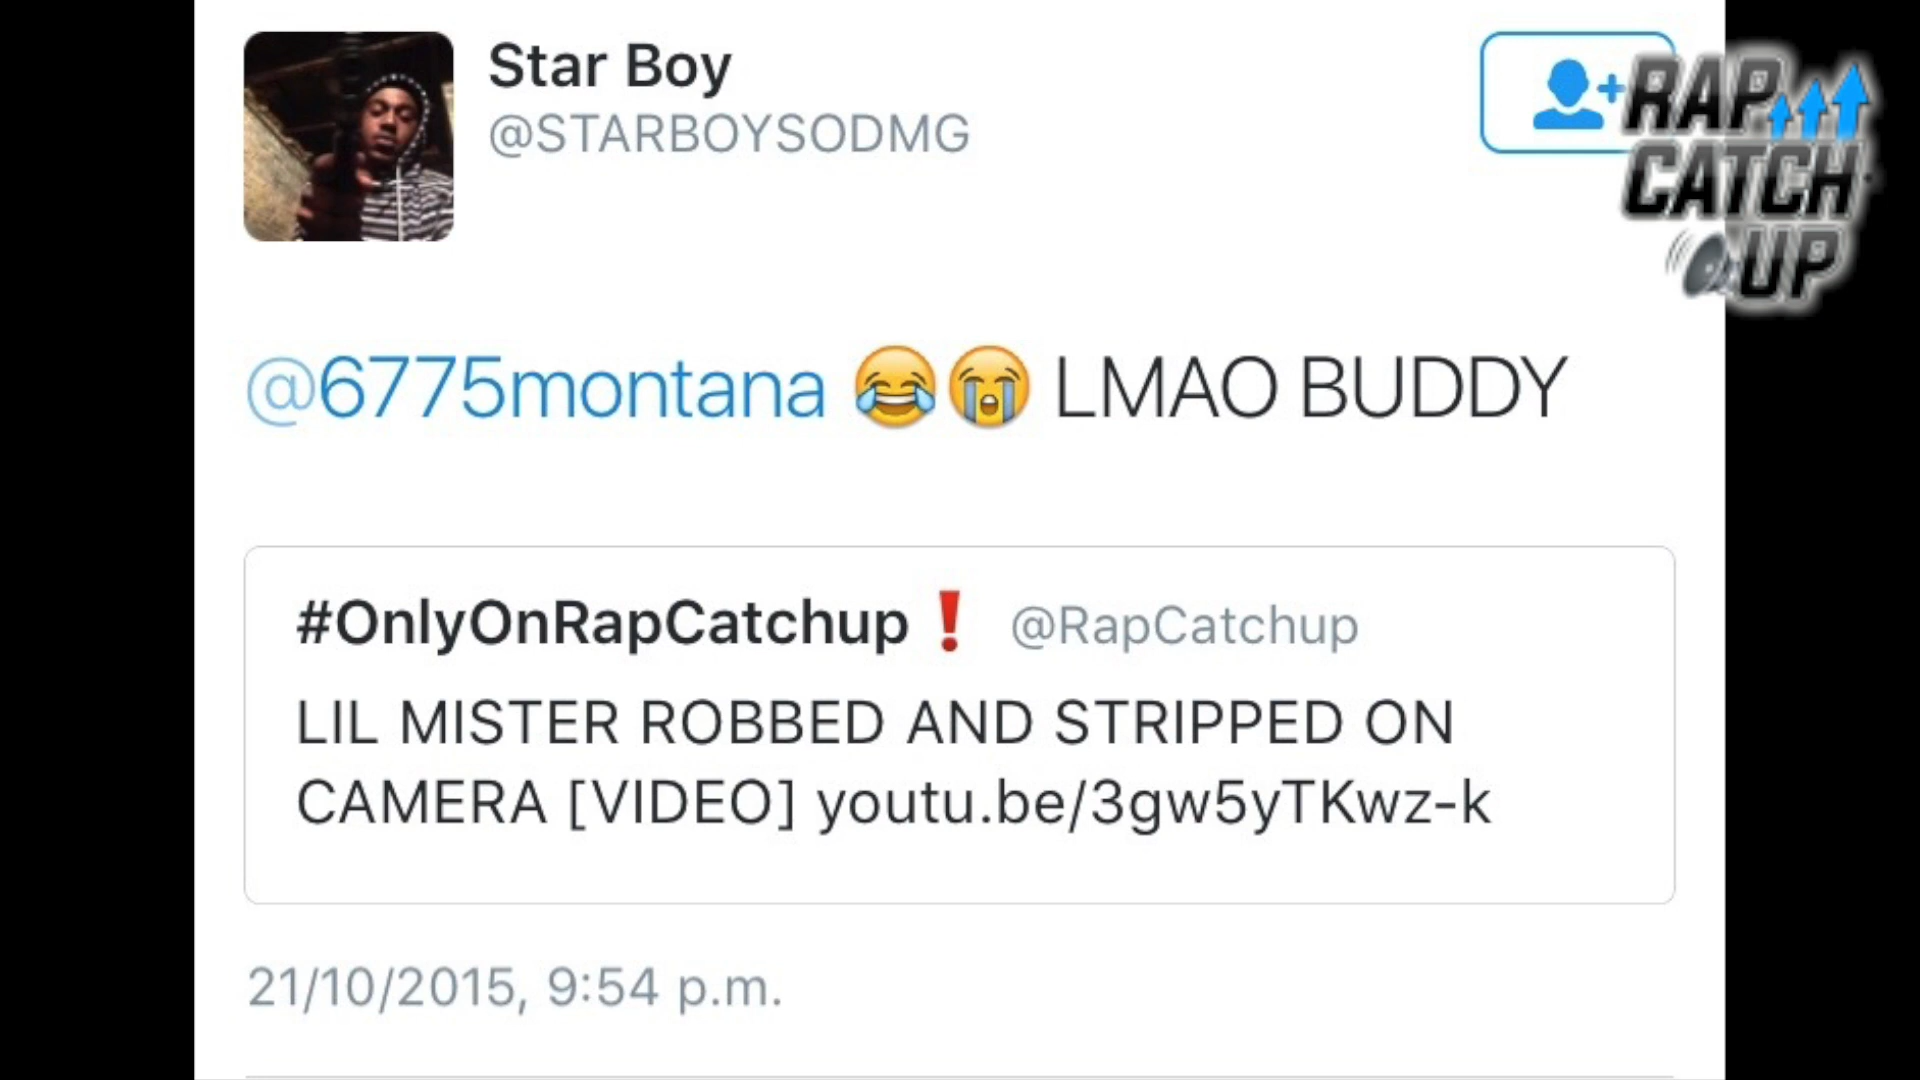 Star Boy
@STARBOYSODMG
RAP
CATCH
UP
@6775montana 😂😭 LMAO BUDDY
#OnlyOnRapCatchup❗ @RapCatchup
LIL MISTER ROBBED AND STRIPPED ON
CAMERA [VIDEO] youtu.be/3gw5yTKwz-k
21/10/2015, 9:54 p.m.